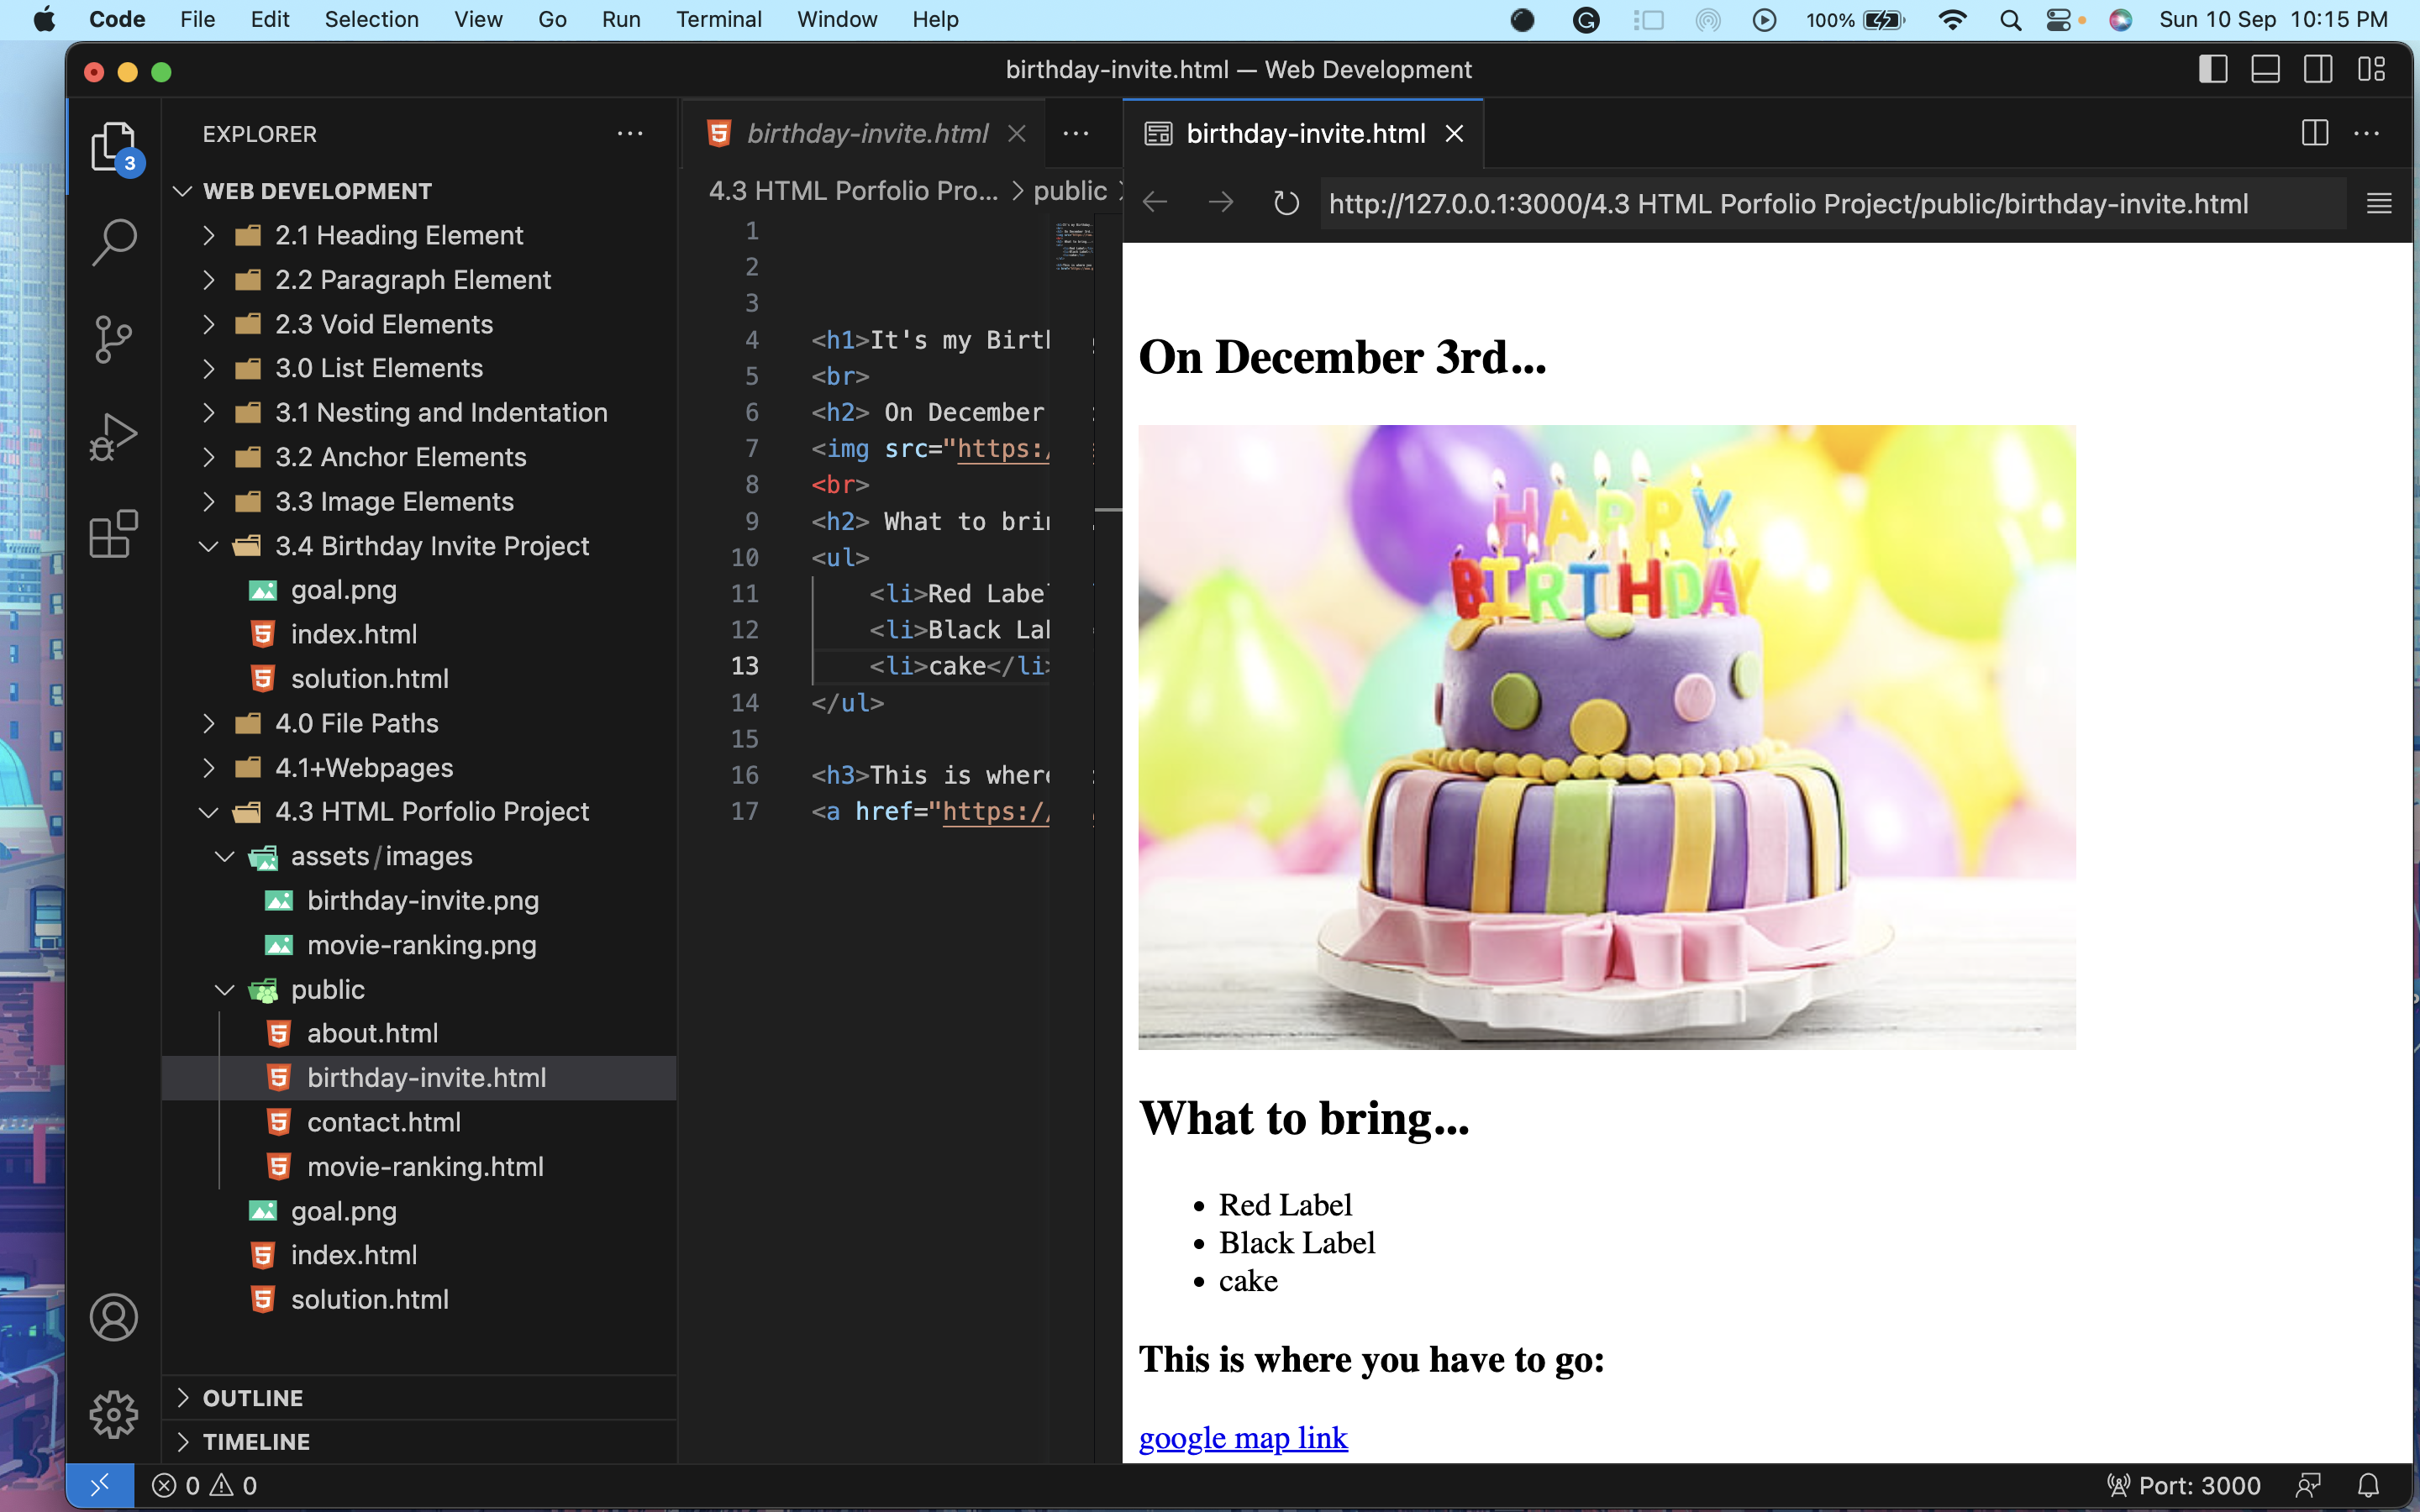 Code File Edit Selection View Go Run Terminal Window Help 100% Sun 10 Sep 10:15 PM
birthday-invite.html — Web Development
3
EXPLORER
WEB DEVELOPMENT
2.1 Heading Element
2.2 Paragraph Element
2.3 Void Elements
3.0 List Elements
3.1 Nesting and Indentation
3.2 Anchor Elements
3.3 Image Elements
3.4 Birthday Invite Project
goal.png
index.html
solution.html
4.0 File Paths
4.1+Webpages
4.3 HTML Porfolio Project
assets/images
birthday-invite.png
movie-ranking.png
public
about.html
birthday-invite.html
contact.html
movie-ranking.html
goal.png
index.html
solution.html
OUTLINE
TIMELINE
birthday-invite.html
4.3 HTML Porfolio Pro... > public
1
2
3
4 <h1>It's my Birt
5 <br>
6 <h2> On December
7 <img src="https:/
8 <br>
9 <h2> What to brin
10 <ul>
11 <li>Red Label
12 <li>Black Lab
13 <li>cake</li>
14 </ul>
15
16 <h3>This is where
17 <a href="https://
birthday-invite.html
http://127.0.0.1:3000/4.3 HTML Porfolio Project/public/birthday-invite.html
On December 3rd...
HAPPY
BIRTHDAY
What to bring...
• Red Label
• Black Label
• cake
This is where you have to go:
google map link
0 0 Port: 3000